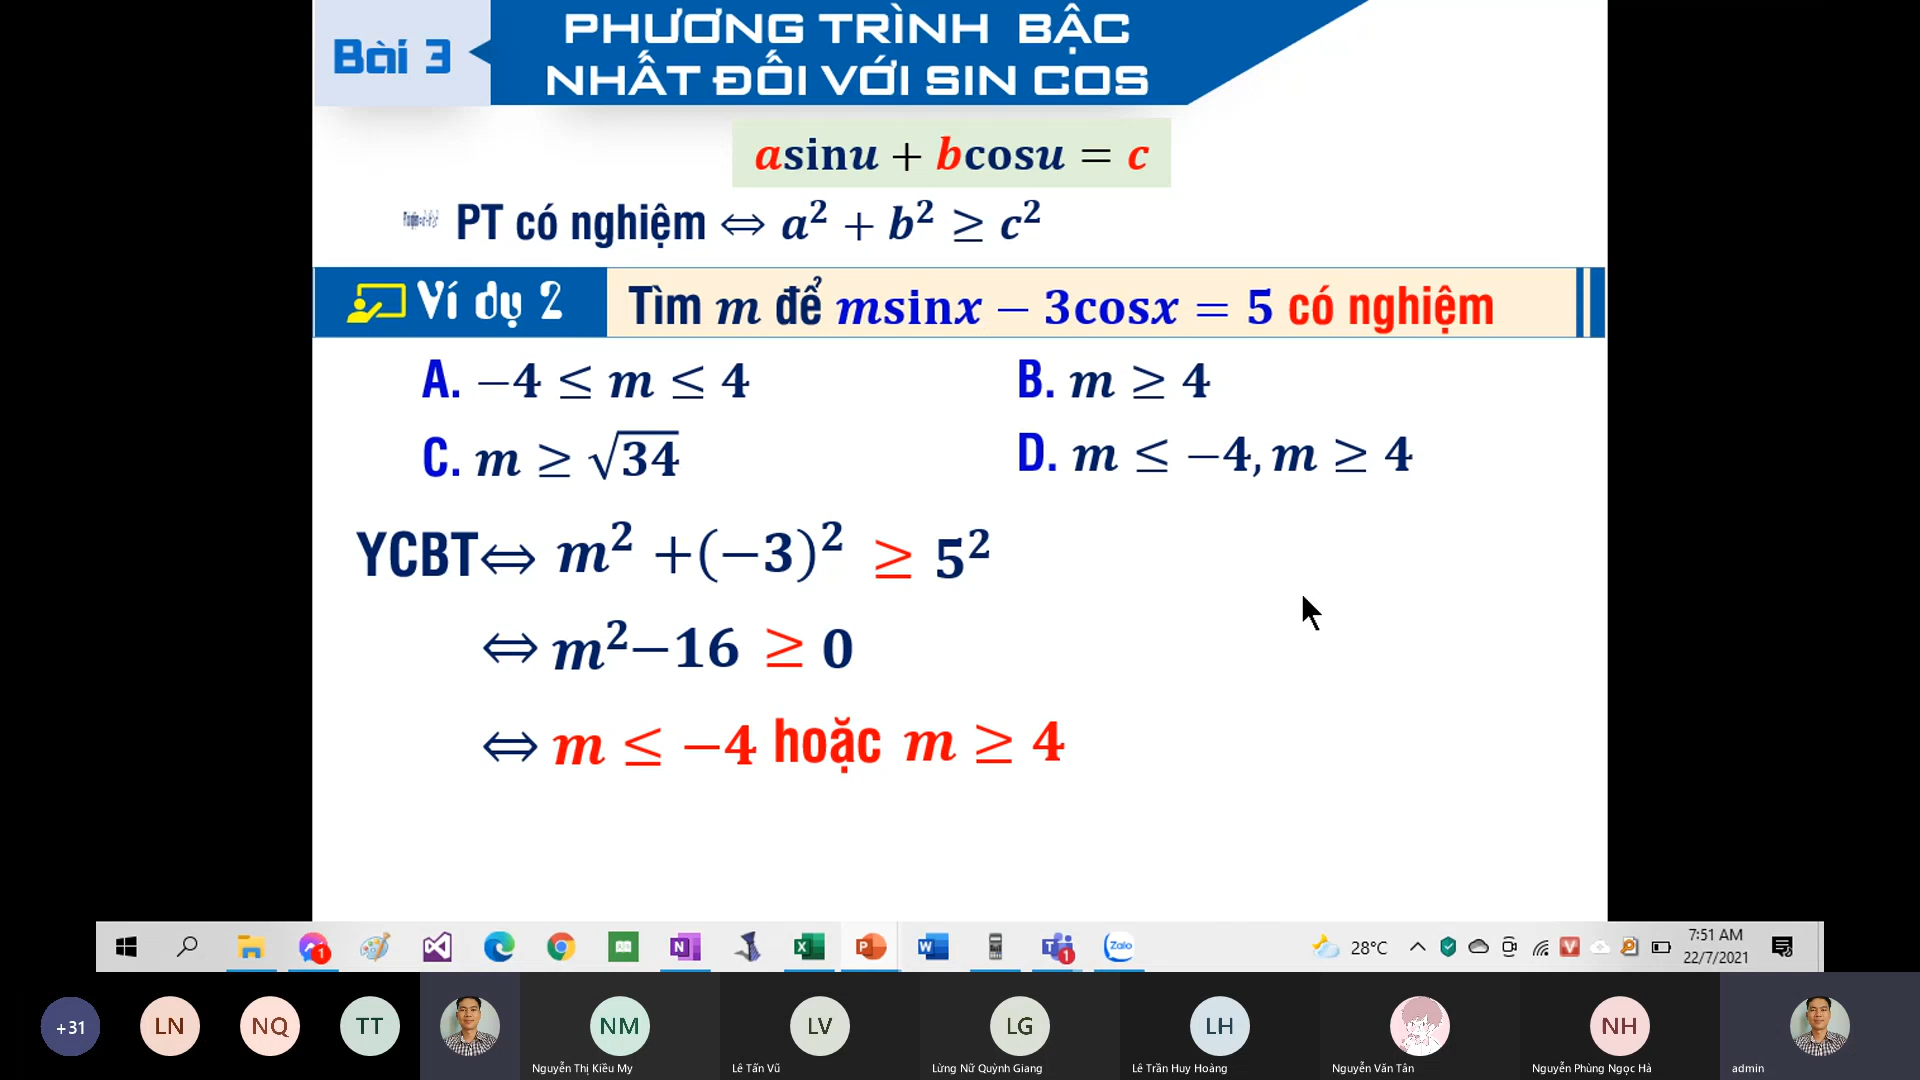 Bài 3
PHƯƠNG TRÌNH BẬC
NHẤT ĐỐI VỚI SIN COS
asinu + bcosu = c
PT có nghiệm ⇔ a² + b² ≥ c²
Ví dụ 2
Tìm m để msinx − 3cosx = 5 có nghiệm
A. −4 ≤ m ≤ 4
B. m ≥ 4
C. m ≥ √34
D. m ≤ −4, m ≥ 4
YCBT ⇔ m² +(−3)² ≥ 5²
⇔ m²−16 ≥ 0
⇔ m ≤ −4 hoặc m ≥ 4
1
N
X
P
W
T
1
Zalo
28°C
V
7:51 AM
22/7/2021
+31
LN
NQ
TT
NM
LV
LG
LH
NH
Nguyễn Thị Kiều My
Lê Tấn Vũ
Lừng Nữ Quỳnh Giang
Lê Trần Huy Hoàng
Nguyễn Văn Tân
Nguyễn Phùng Ngọc Hà
admin